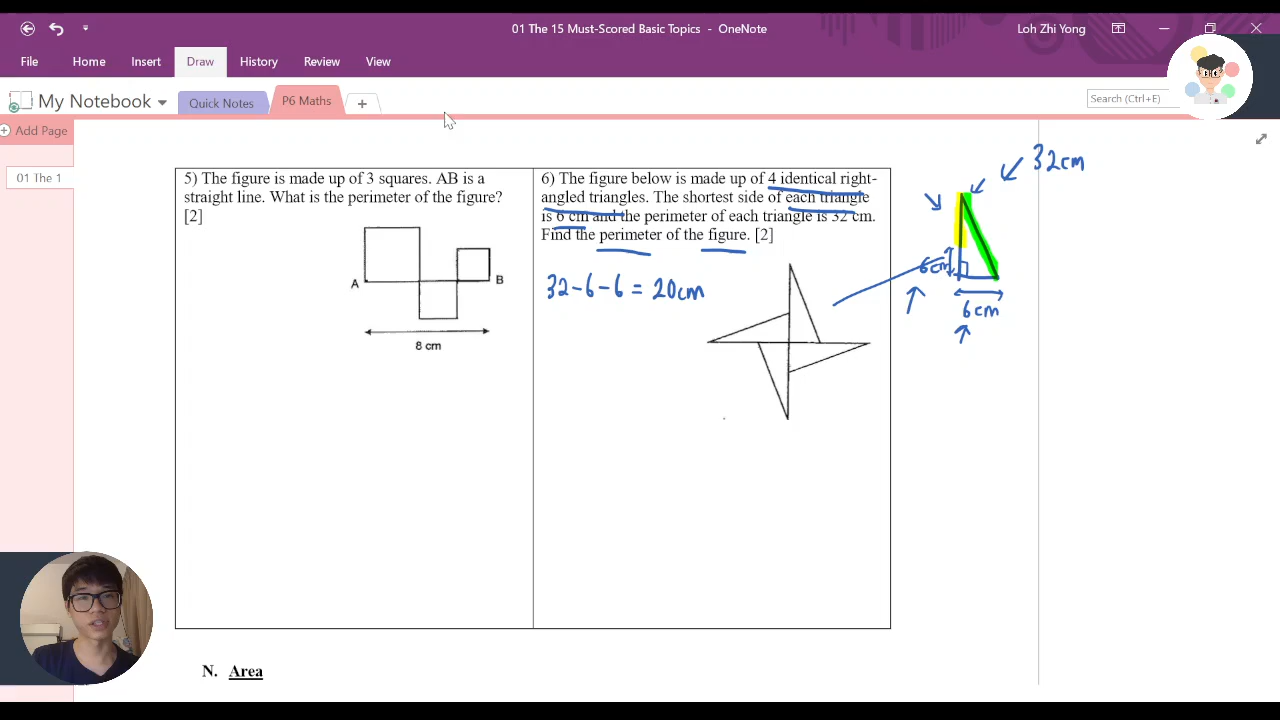 01 The 15 Must-Scored Basic Topics - OneNote
Loh Zhi Yong
File
Home
Insert
Draw
History
Review
View
My Notebook
Quick Notes
P6 Maths
+
Search (Ctrl+E)
Add Page
01 The 1
5) The figure is made up of 3 squares. AB is a
straight line. What is the perimeter of the figure?
[2]
A
B
8 cm
6) The figure below is made up of 4 identical right-
angled triangles. The shortest side of each triangle
is 6 cm and the perimeter of each triangle is 32 cm.
Find the perimeter of the figure. [2]
32-6-6 = 20cm
32cm
6cm
6cm
N. Area